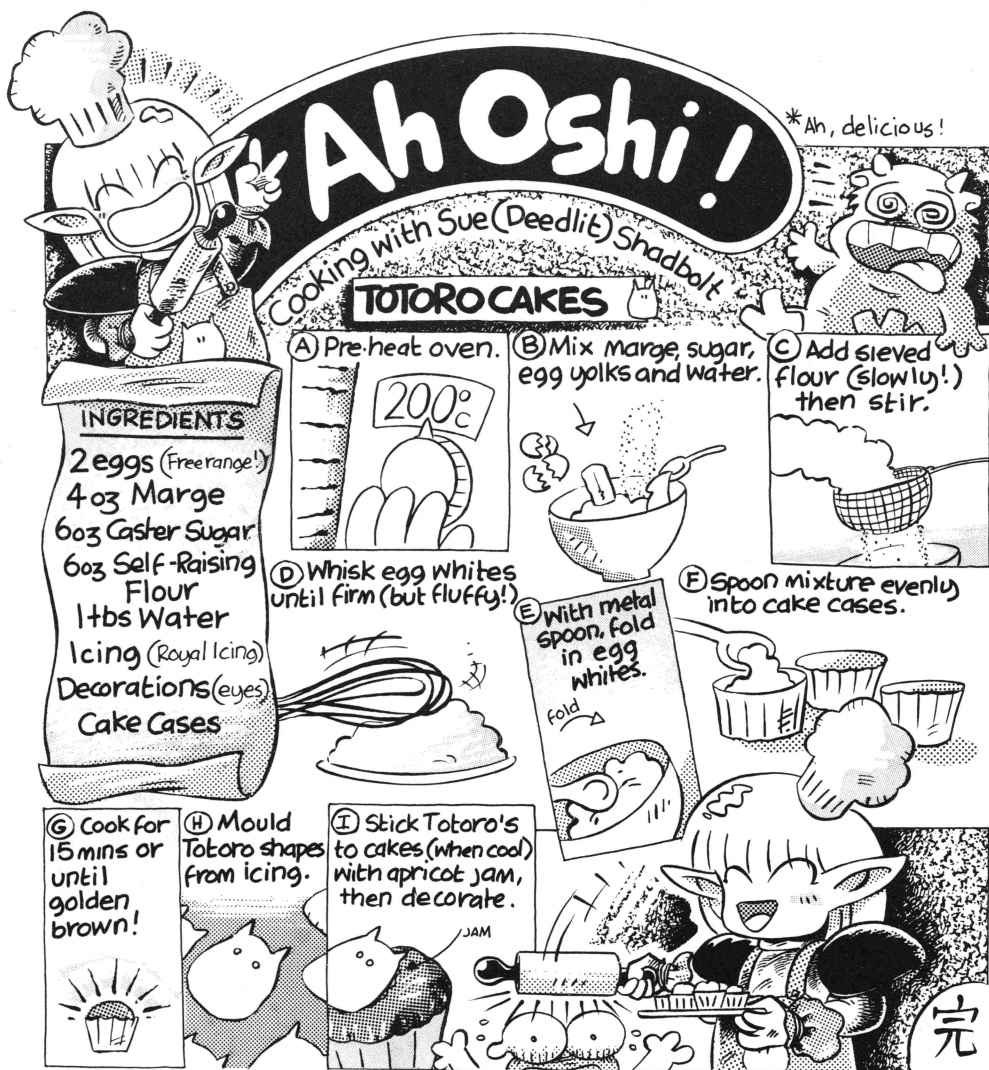 *Ah Oshi!
*Ah, delicious!
Cooking with Sue (Deedlit) Shadbolt
TOTORO CAKES
INGREDIENTS
2 eggs (Freerange!)
4 oz Marge
6oz Caster Sugar
6oz Self-Raising
Flour
1tbs Water
Icing (Royal Icing)
Decorations (eyes)
Cake Cases
A Pre-heat oven.
200°c
B Mix marge, sugar,
egg yolks and water.
C Add sieved
flour (slowly!)
then stir.
D Whisk egg whites
until firm (but fluffy!)
E With metal
spoon, fold
in egg
whites.
fold
F Spoon mixture evenly
into cake cases.
G Cook for
15 mins or
until
golden
brown!
H Mould
Totoro shapes
from icing.
I Stick Totoro's
to cakes (when cool)
with apricot jam,
then decorate.
JAM
完